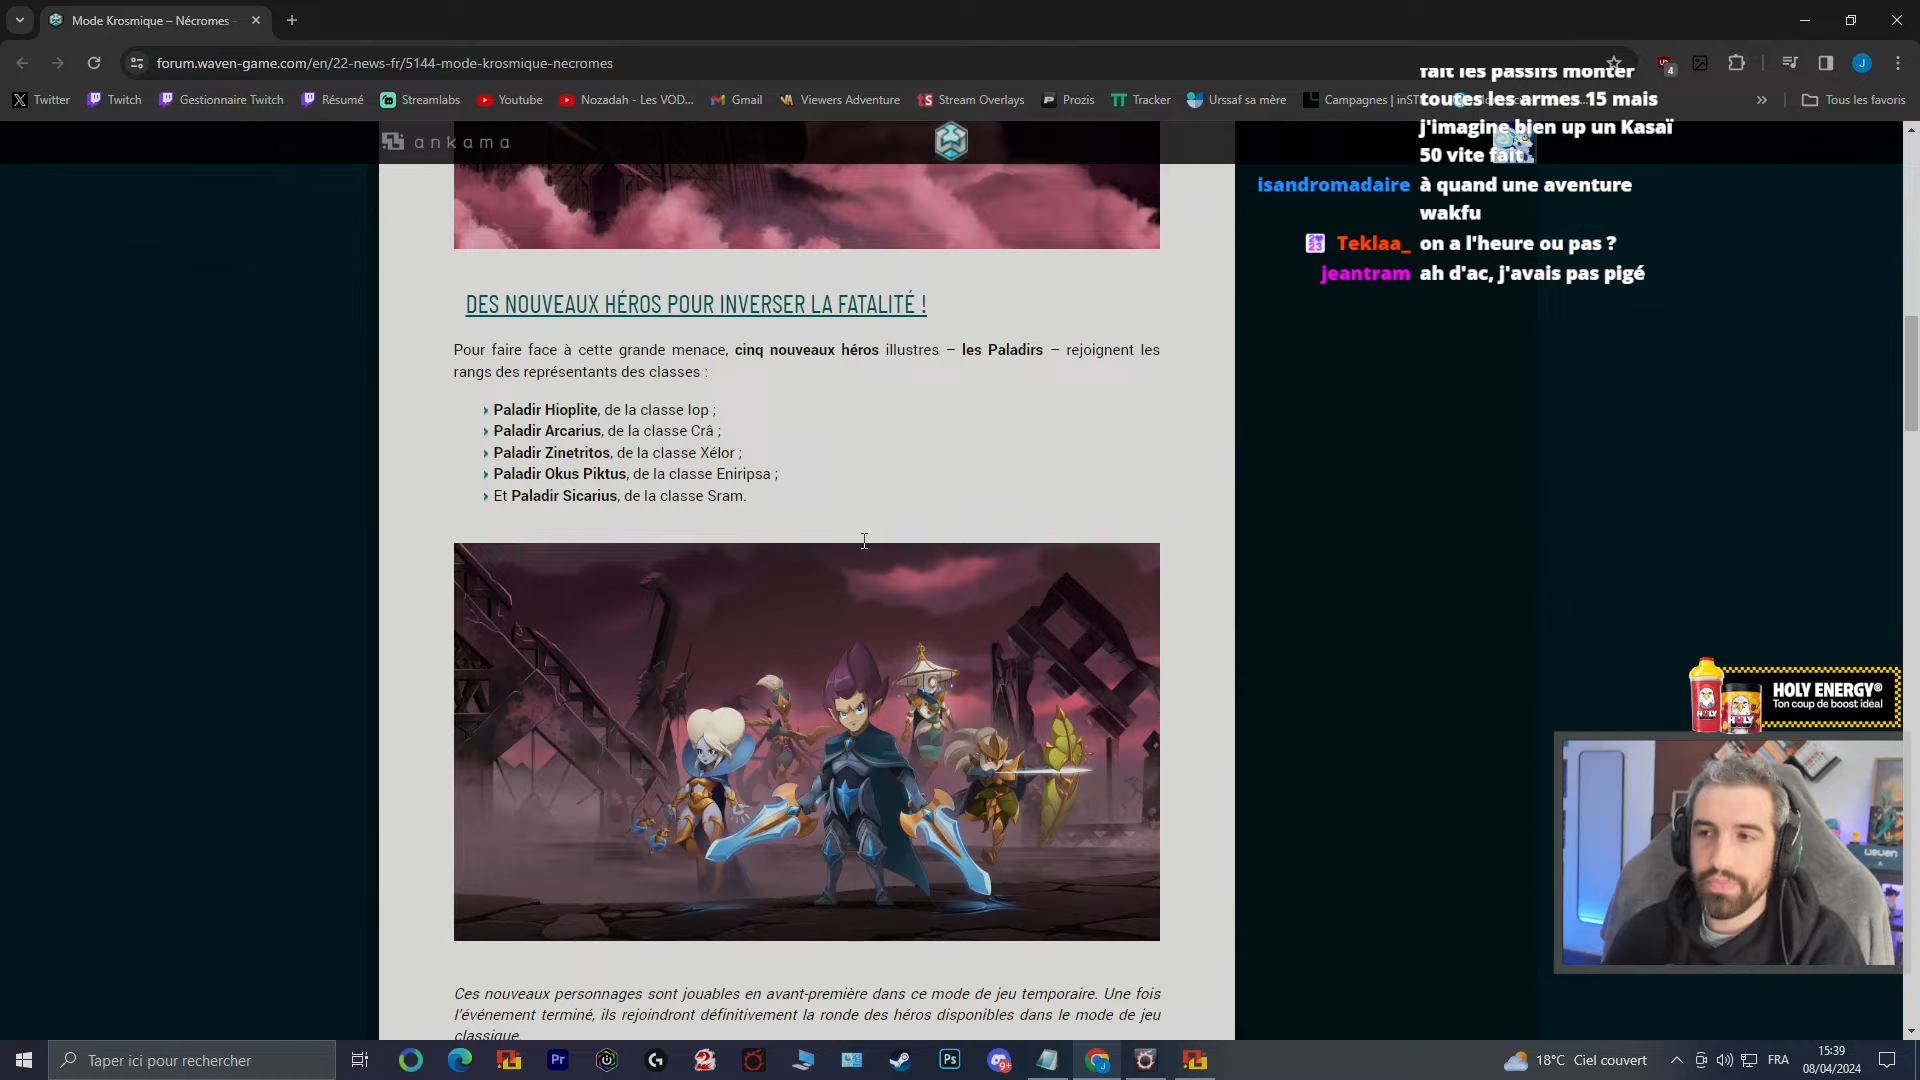 Mode Krosmique – Nécromes
forum.waven-game.com/en/22-news-fr/5144-mode-krosmique-necromes
4
J
Twitter
Twitch
Gestionnaire Twitch
Résumé
Streamlabs
Youtube
Nozadah - Les VOD...
Gmail
Viewers Adventure
Stream Overlays
Prozis
Tracker
Urssaf sa mère
Tous les favoris
fait les passifs monter
toutes les armes 15 mais
j'imagine bien up un Kasaï
50 vite fait
isandromadaire à quand une aventure
wakfu
Teklaa_ on a l'heure ou pas ?
jeantram ah d'ac, j'avais pas pigé
ankama
DES NOUVEAUX HÉROS POUR INVERSER LA FATALITÉ !
Pour faire face à cette grande menace, cinq nouveaux héros illustres – les Paladirs – rejoignent les
rangs des représentants des classes :
Paladir Hioplite, de la classe Iop ;
Paladir Arcarius, de la classe Crâ ;
Paladir Zinetritos, de la classe Xélor ;
Paladir Okus Piktus, de la classe Eniripsa ;
Et Paladir Sicarius, de la classe Sram.
Ces nouveaux personnages sont jouables en avant-première dans ce mode de jeu temporaire. Une fois
l'événement terminé, ils rejoindront définitivement la ronde des héros disponibles dans le mode de jeu
classique.
HOLY ENERGY®
Ton coup de boost idéal
Taper ici pour rechercher
Pr
Ps
9+
18°C Ciel couvert
FRA
15:39
08/04/2024